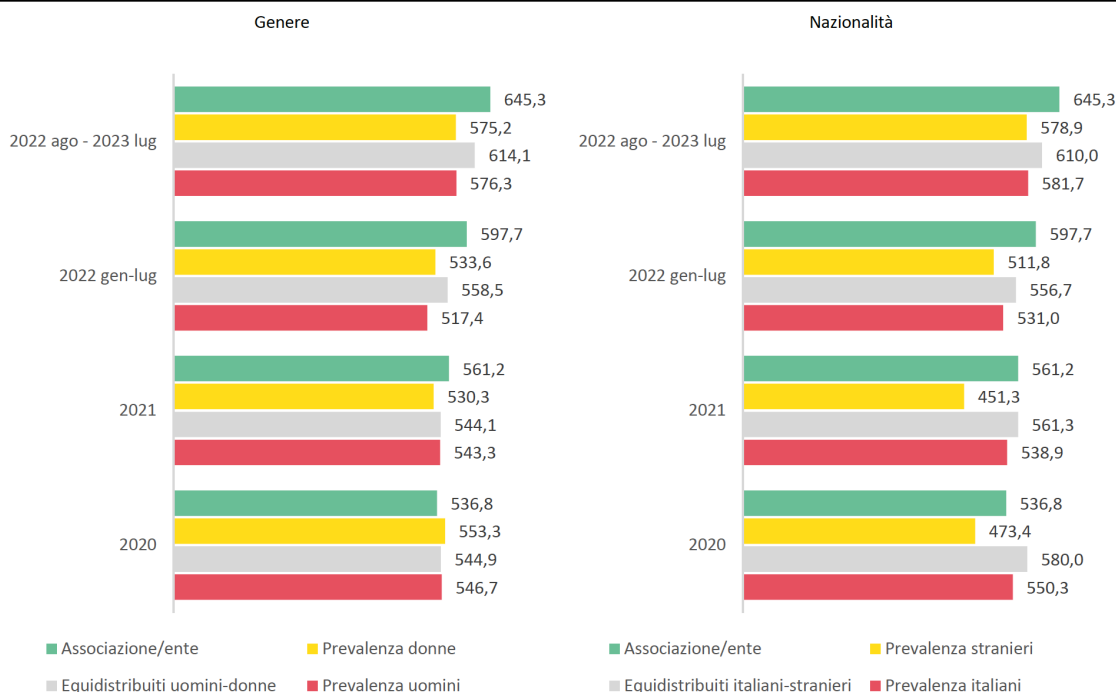 Genere
2022 ago - 2023 lug
645,3
575,2
614,1
576,3
2022 gen-lug
597,7
533,6
558,5
517,4
2021
561,2
530,3
544,1
543,3
2020
536,8
553,3
544,9
546,7
Associazione/ente
Prevalenza donne
Equidistribuiti uomini-donne
Prevalenza uomini
Nazionalità
2022 ago - 2023 lug
645,3
578,9
610,0
581,7
2022 gen-lug
597,7
511,8
556,7
531,0
2021
561,2
451,3
561,3
538,9
2020
536,8
473,4
580,0
550,3
Associazione/ente
Prevalenza stranieri
Equidistribuiti italiani-stranieri
Prevalenza italiani